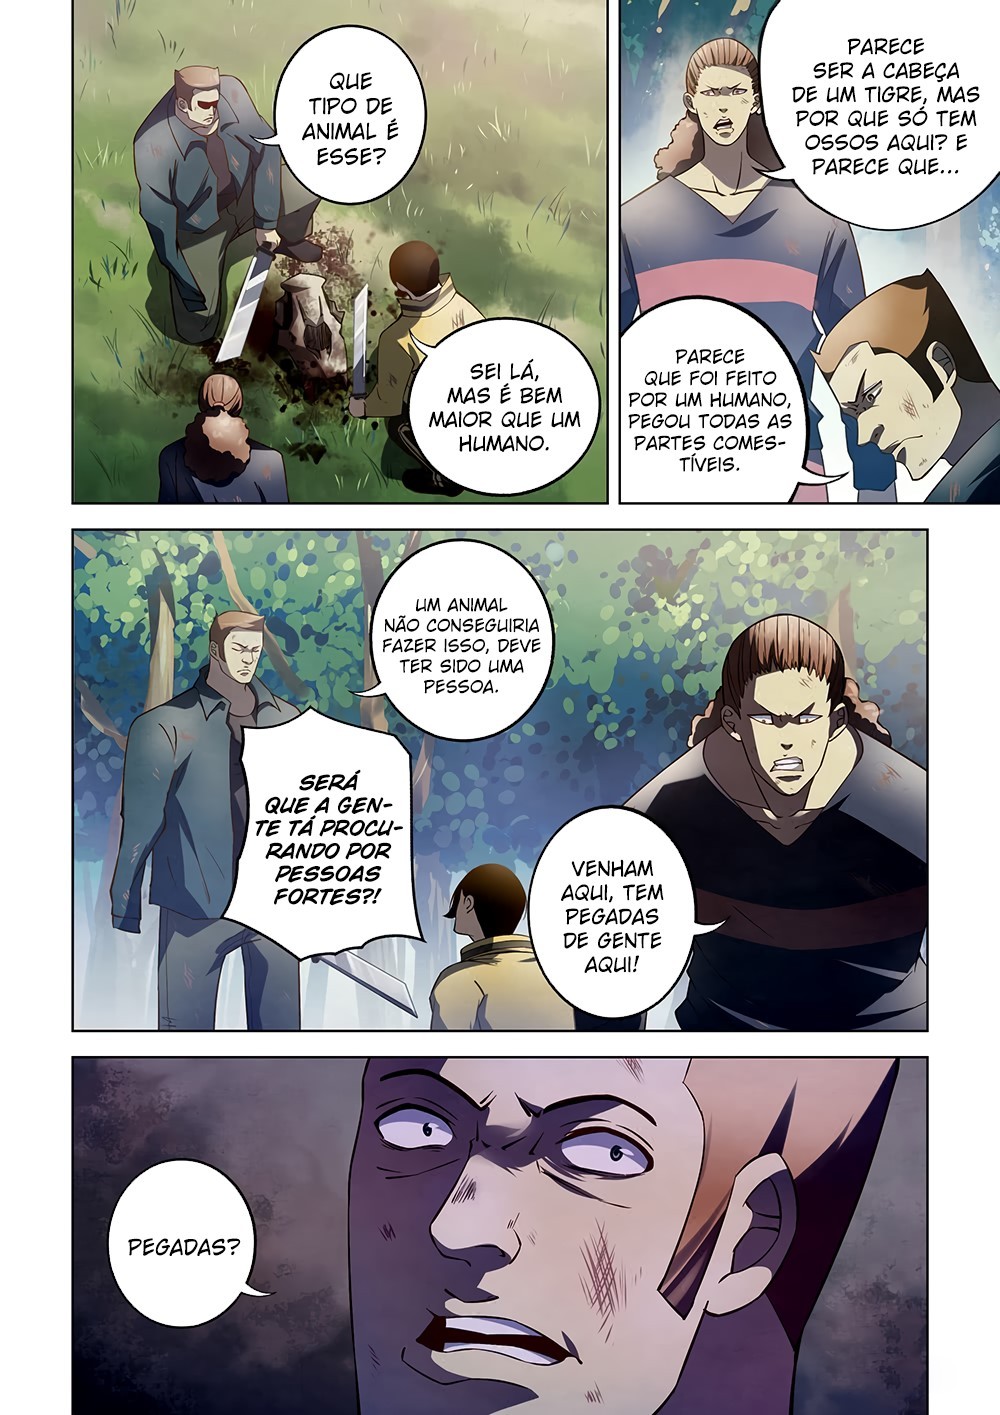 QUE
TIPO DE
ANIMAL É
ESSE?
SEI LÁ,
MAS É BEM
MAIOR QUE UM
HUMANO.
PARECE
SER A CABEÇA
DE UM TIGRE, MAS
POR QUE SÓ TEM
OSSOS AQUI? E
PARECE QUE...
PARECE
QUE FOI FEITO
POR UM HUMANO,
PEGOU TODAS AS
PARTES COMES-
TÍVEIS.
UM ANIMAL
NÃO CONSEGUIRIA
FAZER ISSO, DEVE
TER SIDO UMA
PESSOA.
SERÁ
QUE A GEN-
TE TÁ PROCU-
RANDO POR
PESSOAS
FORTES?!
VENHAM
AQUI, TEM
PEGADAS
DE GENTE
AQUI!
PEGADAS?